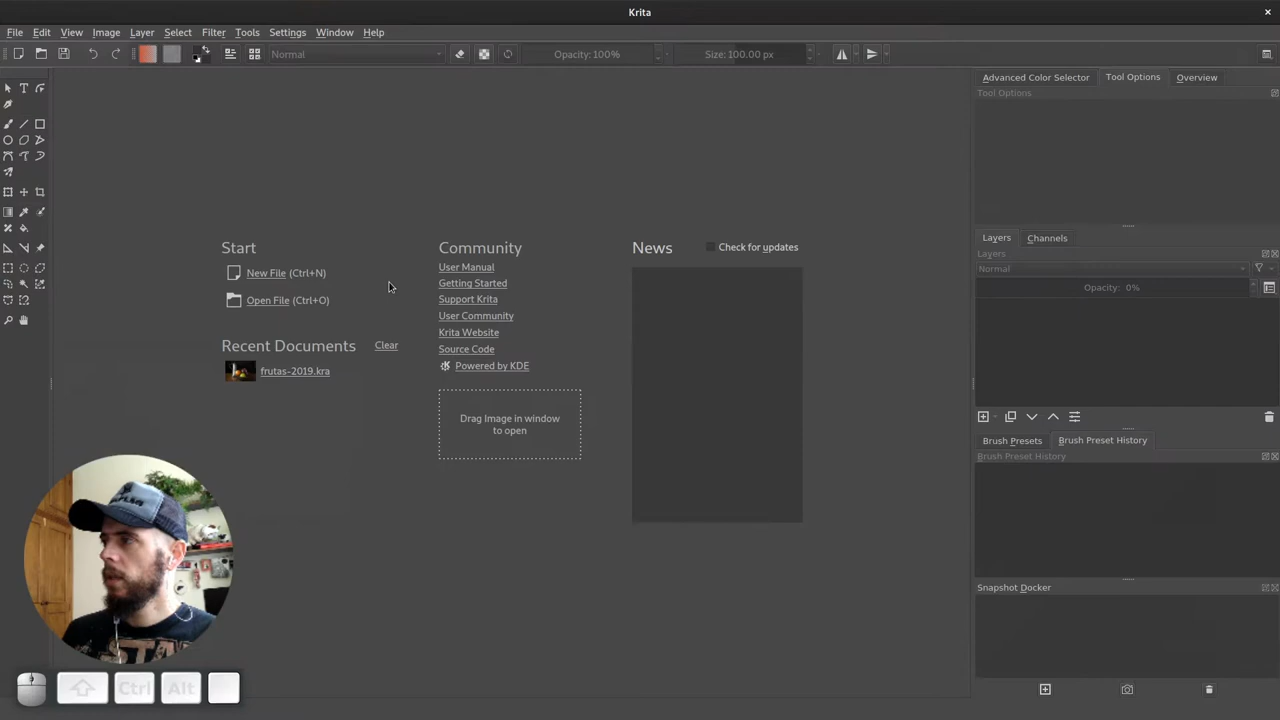 Krita
File Edit View Image Layer Select Filter Tools Settings Window Help
Normal Opacity: 100% Size: 100.00 px
Advanced Color Selector Tool Options Overview
Tool Options
Start
New File (Ctrl+N)
Open File (Ctrl+O)
Recent Documents Clear
frutas-2019.kra
Community
User Manual
Getting Started
Support Krita
User Community
Krita Website
Source Code
Powered by KDE
Drag Image in window
to open
News Check for updates
Layers Channels
Layers
Normal
Opacity: 0%
Brush Presets Brush Preset History
Brush Preset History
Snapshot Docker
Ctrl Alt